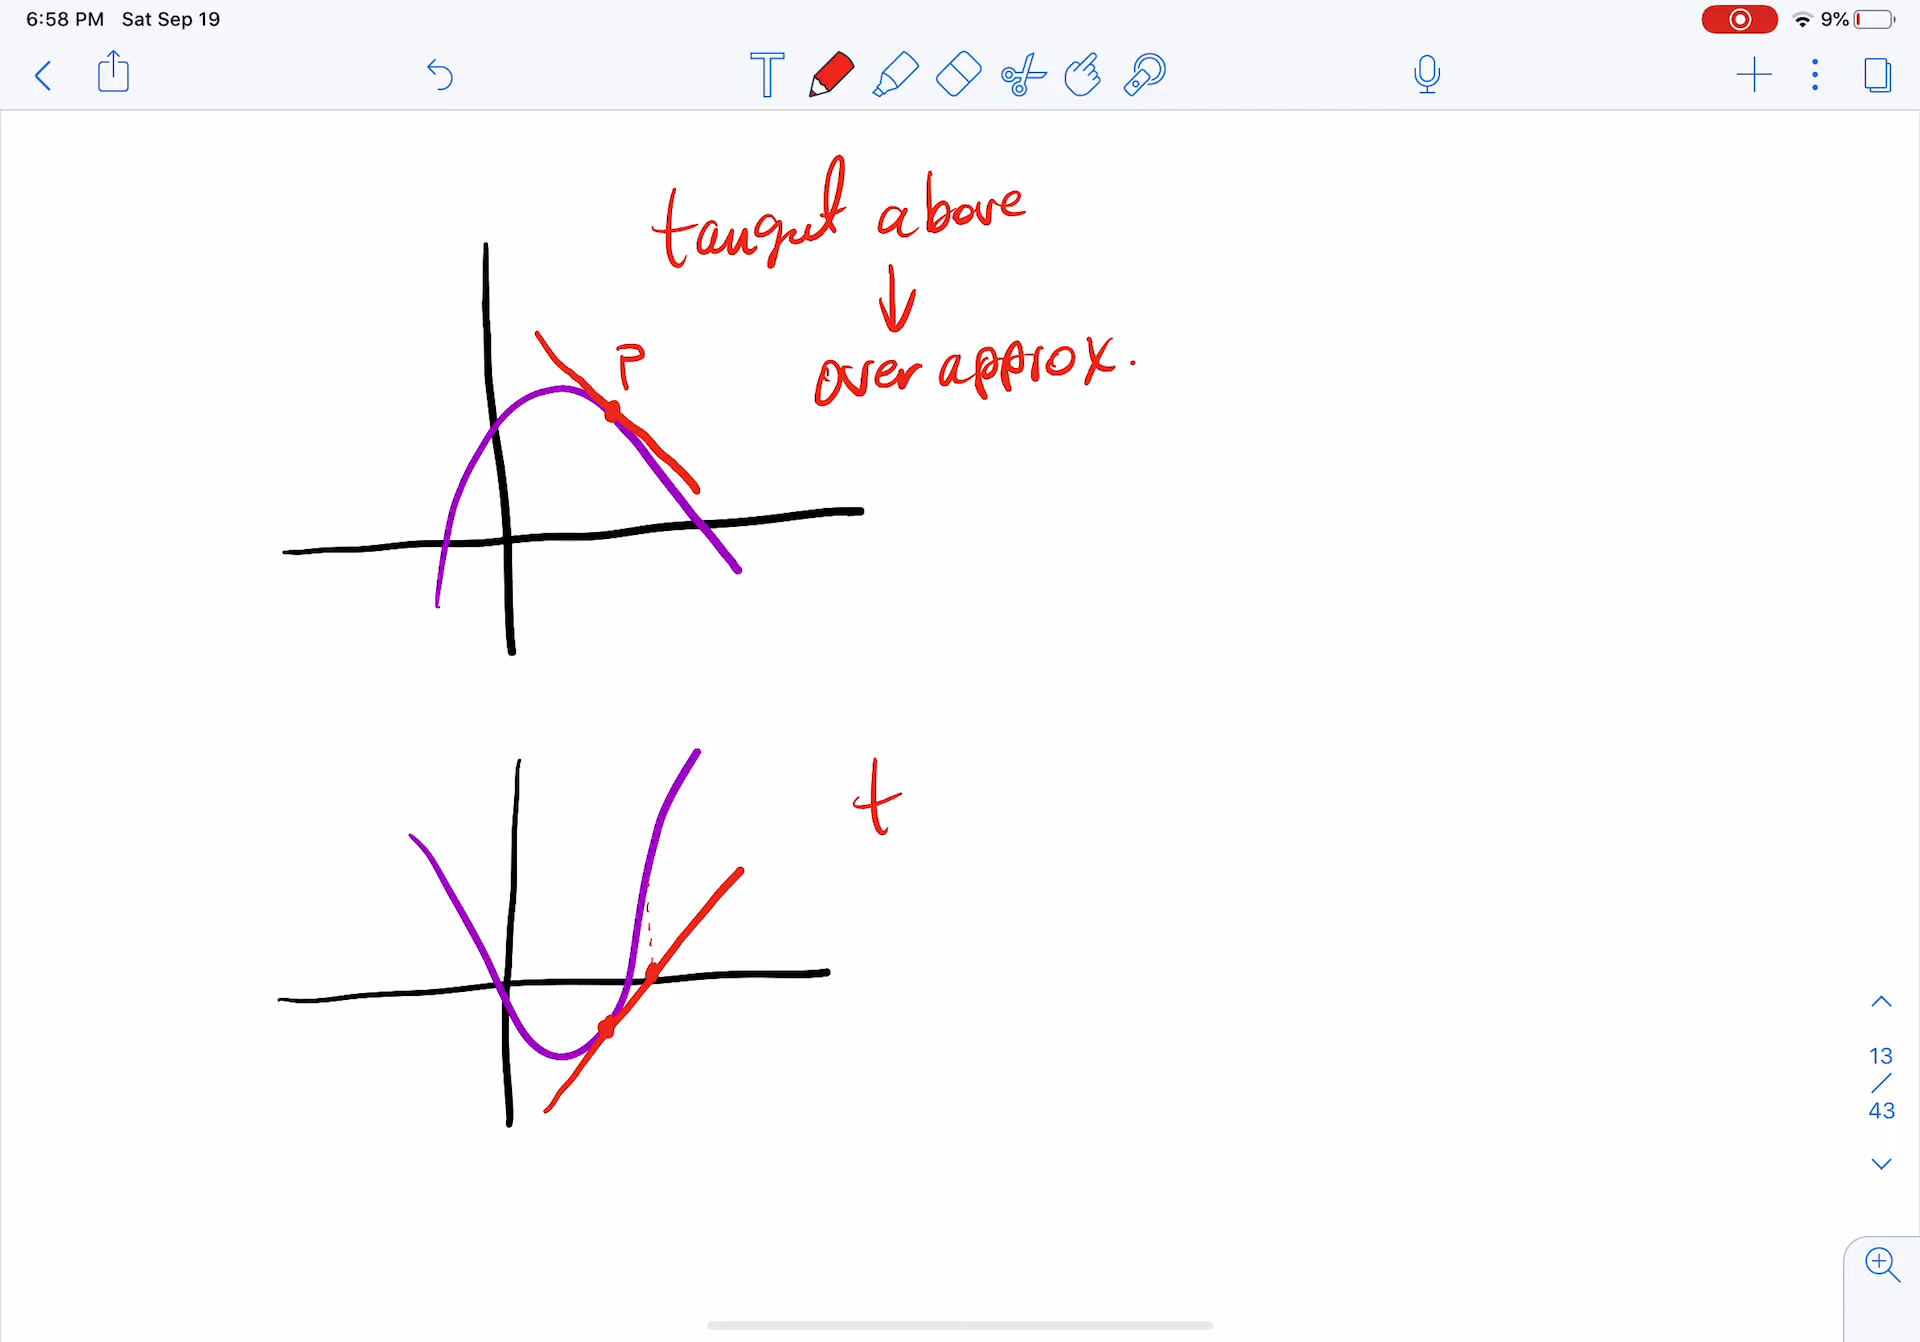 6:58 PM Sat Sep 19
9%
T
tangent above
over approx.
P
t
13
/
43